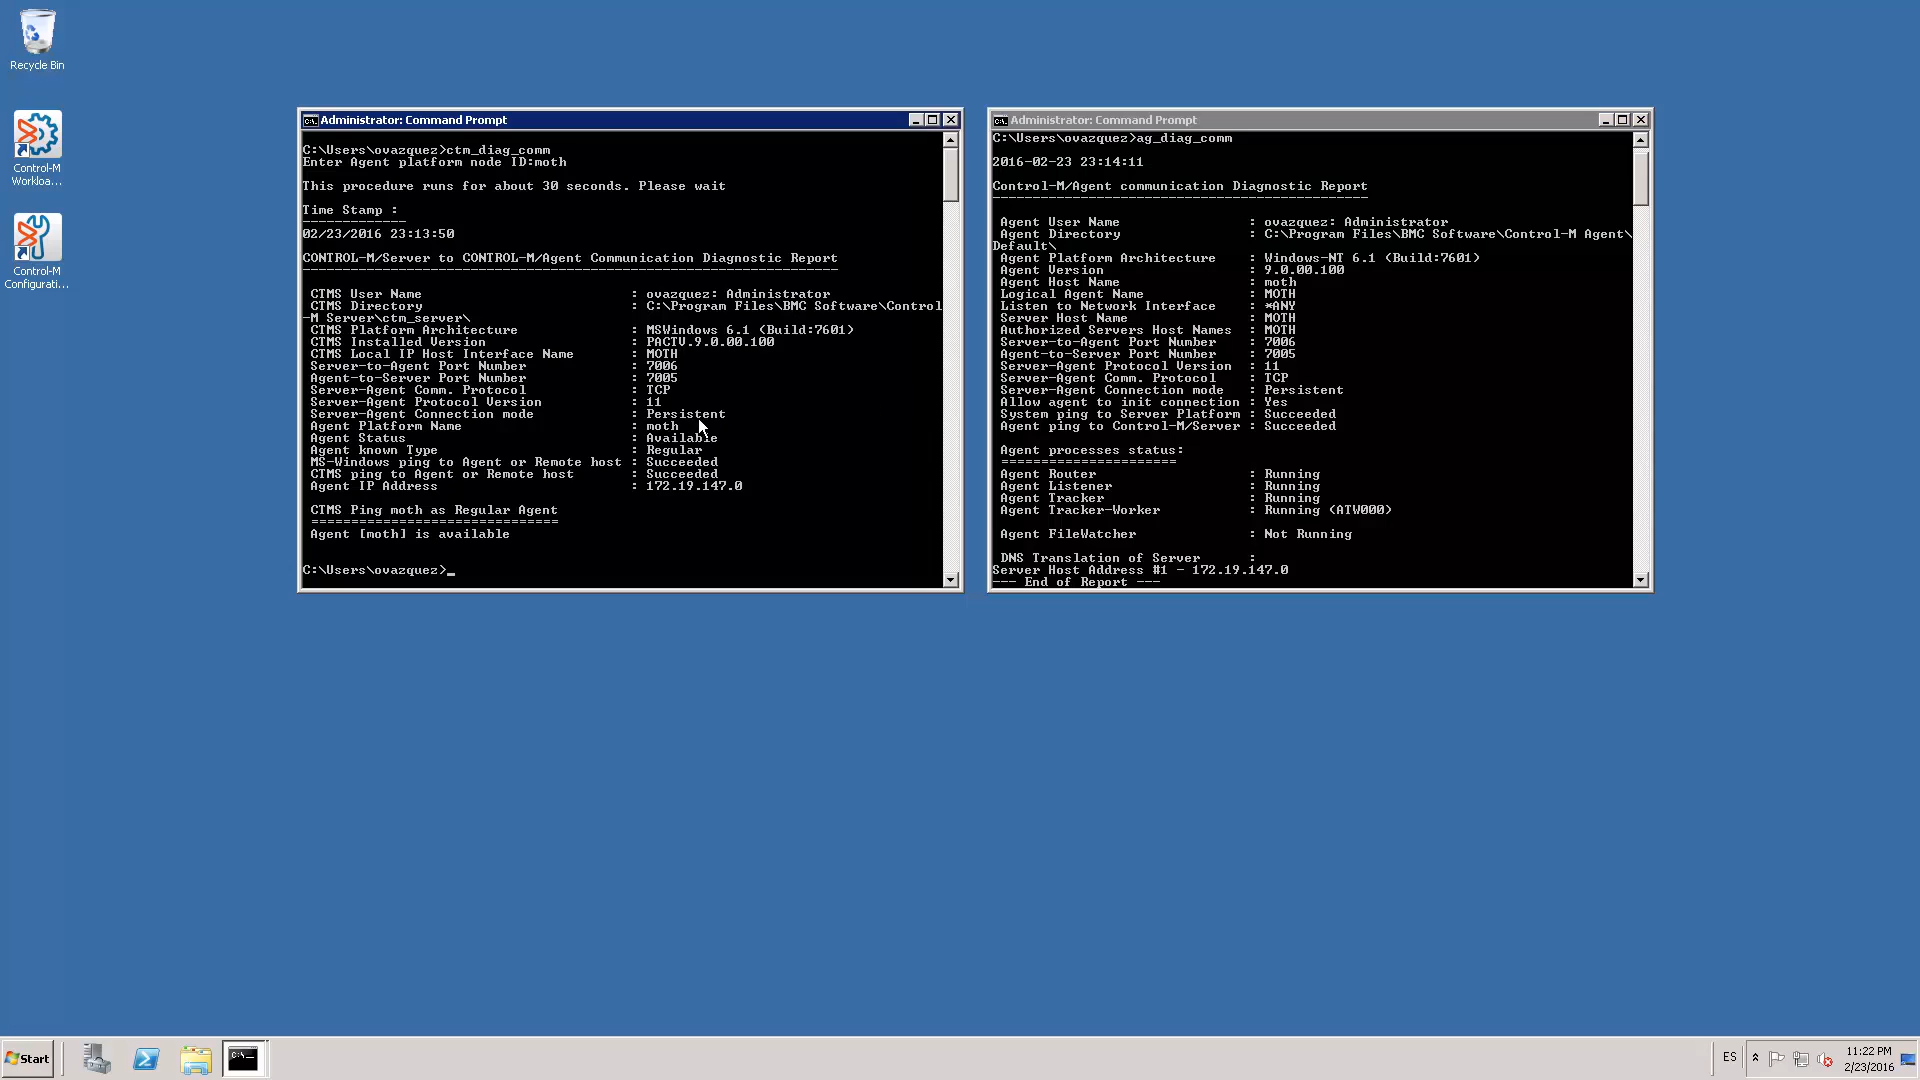 Recycle Bin
Control-M
Workloa...
Control-M
Configurati...
Administrator: Command Prompt
C:\Users\ovazquez>ctm_diag_comm
Enter Agent platform node ID:moth
This procedure runs for about 30 seconds. Please wait
Time Stamp :
-------------
02/23/2016 23:13:50
CONTROL-M/Server to CONTROL-M/Agent Communication Diagnostic Report
-------------------------------------------------------------------
CTMS User Name : ovazquez: Administrator
CTMS Directory : C:\Program Files\BMC Software\Control
-M Server\ctm_server\
CTMS Platform Architecture : MSWindows 6.1 (Build:7601)
CTMS Installed Version : PACTV.9.0.00.100
CTMS Local IP Host Interface Name : MOTH
Server-to-Agent Port Number : 7006
Agent-to-Server Port Number : 7005
Server-Agent Comm. Protocol : TCP
Server-Agent Protocol Version : 11
Server-Agent Connection mode : Persistent
Agent Platform Name : moth
Agent Status : Available
Agent known Type : Regular
MS-Windows ping to Agent or Remote host : Succeeded
CTMS ping to Agent or Remote host : Succeeded
Agent IP Address : 172.19.147.0
CTMS Ping moth as Regular Agent
===============================
Agent [moth] is available
C:\Users\ovazquez>_
Administrator: Command Prompt
C:\Users\ovazquez>ag_diag_comm
2016-02-23 23:14:11
Control-M/Agent communication Diagnostic Report
-----------------------------------------------
Agent User Name : ovazquez: Administrator
Agent Directory : C:\Program Files\BMC Software\Control-M Agent\
Default\
Agent Platform Architecture : Windows-NT 6.1 (Build:7601)
Agent Version : 9.0.00.100
Agent Host Name : moth
Logical Agent Name : MOTH
Listen to Network Interface : *ANY
Server Host Name : MOTH
Authorized Servers Host Names : MOTH
Server-to-Agent Port Number : 7006
Agent-to-Server Port Number : 7005
Server-Agent Protocol Version : 11
Server-Agent Comm. Protocol : TCP
Server-Agent Connection mode : Persistent
Allow agent to init connection : Yes
System ping to Server Platform : Succeeded
Agent ping to Control-M/Server : Succeeded
Agent processes status:
======================
Agent Router : Running
Agent Listener : Running
Agent Tracker : Running
Agent Tracker-Worker : Running (ATW000)
Agent FileWatcher : Not Running
DNS Translation of Server :
Server Host Address #1 - 172.19.147.0
--- End of Report ---
Start
ES
11:22 PM
2/23/2016